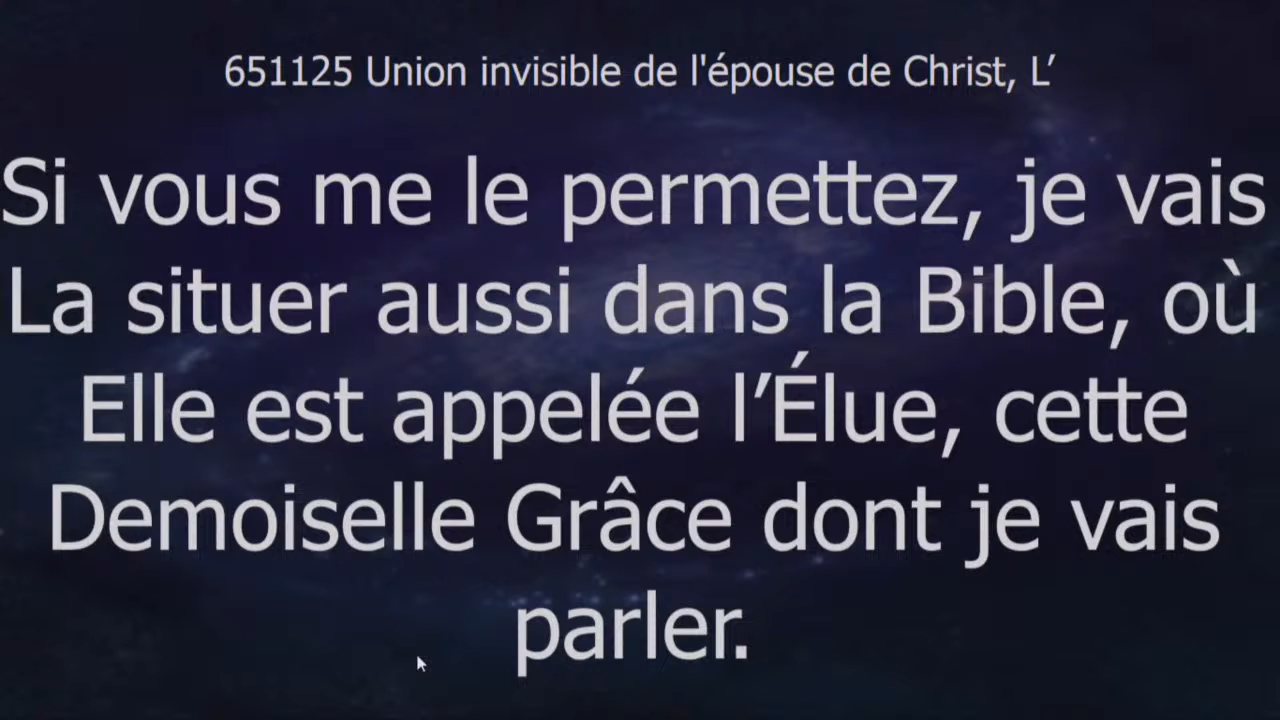 651125 Union invisible de l'épouse de Christ, L’
Si vous me le permettez, je vais
La situer aussi dans la Bible, où
Elle est appelée l’Élue, cette
Demoiselle Grâce dont je vais
parler.